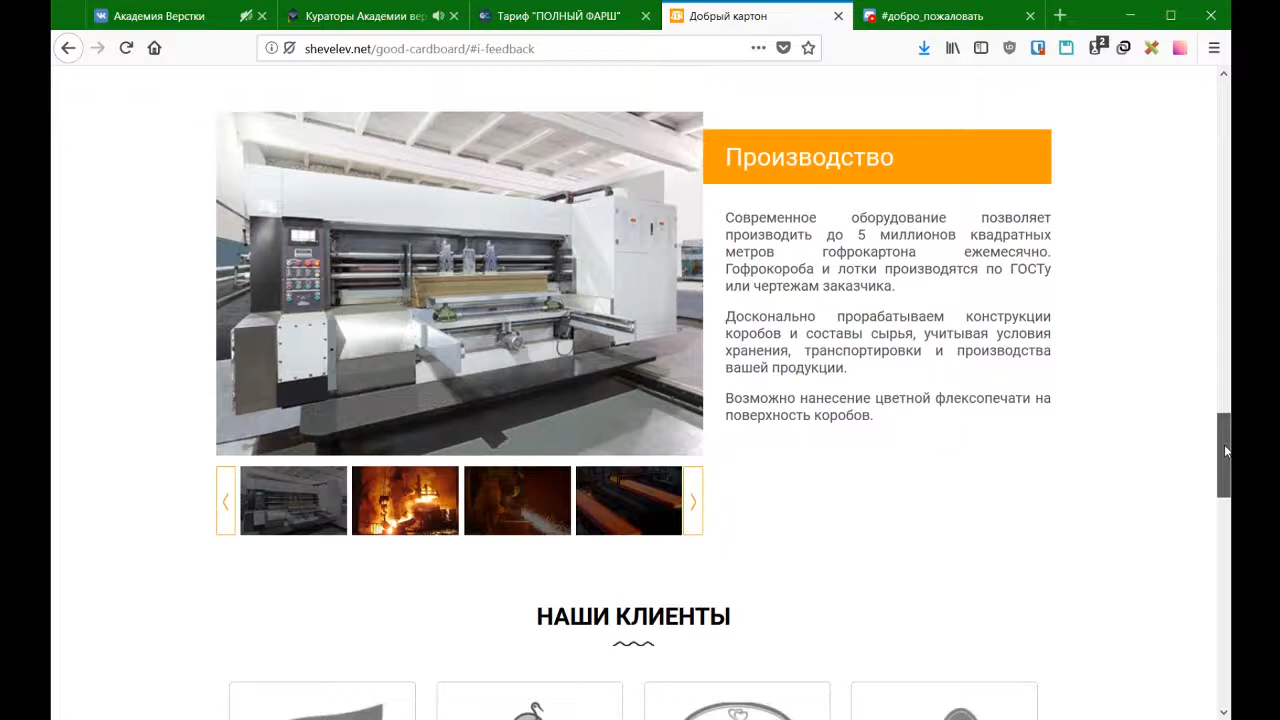 Академия Верстки
Кураторы Академии вер
Тариф "ПОЛНЫЙ ФАРШ"
Добрый картон
#добро_пожаловать
shevelev.net/good-cardboard/#i-feedback
2
Производство
Современное оборудование позволяет
производить до 5 миллионов квадратных
метров гофрокартона ежемесячно.
Гофрокороба и лотки производятся по ГОСТу
или чертежам заказчика.
Досконально прорабатываем конструкции
коробов и составы сырья, учитывая условия
хранения, транспортировки и производства
вашей продукции.
Возможно нанесение цветной флексопечати на
поверхность коробов.
НАШИ КЛИЕНТЫ